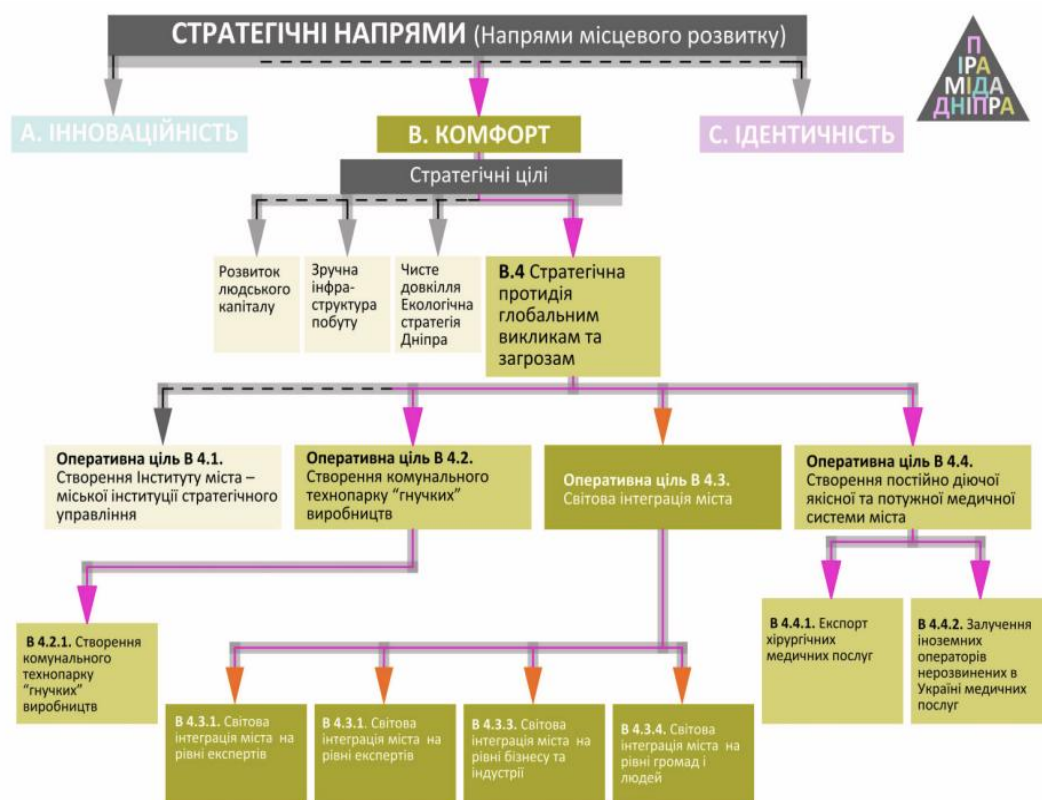 СТРАТЕГІЧНІ НАПРЯМИ (Напрями місцевого розвитку)
П
ІРА
МІДА
ДНІПРА
А. ІННОВАЦІЙНІСТЬ
В. КОМФОРТ
С. ІДЕНТИЧНІСТЬ
Стратегічні цілі
Розвиток
людського
капіталу
Зручна
інфра-
структура
побуту
Чисте
довкілля
Екологічна
стратегія
Дніпра
В.4 Стратегічна
протидія
глобальним
викликам та
загрозам
Оперативна ціль В 4.1.
Створення Інституту міста –
міської інституції стратегічного
управління
Оперативна ціль В 4.2.
Створення комунального
технопарку “гнучких”
виробництв
Оперативна ціль В 4.3.
Світова інтеграція міста
Оперативна ціль В 4.4.
Створення постійно діючої
якісної та потужної медичної
системи міста
В 4.2.1. Створення
комунального
технопарку
“гнучких”
виробництв
В 4.3.1. Світова
інтеграція міста на
рівні експертів
В 4.3.1. Світова
інтеграція міста на
рівні експертів
В 4.3.3. Світова
інтеграція міста на
рівні бізнесу та
індустрії
В 4.3.4. Світова
інтеграція міста на
рівні громад і
людей
В 4.4.1. Експорт
хірургічних
медичних послуг
В 4.4.2. Залучення
іноземних
операторів
нерозвинених в
Україні медичних
послуг